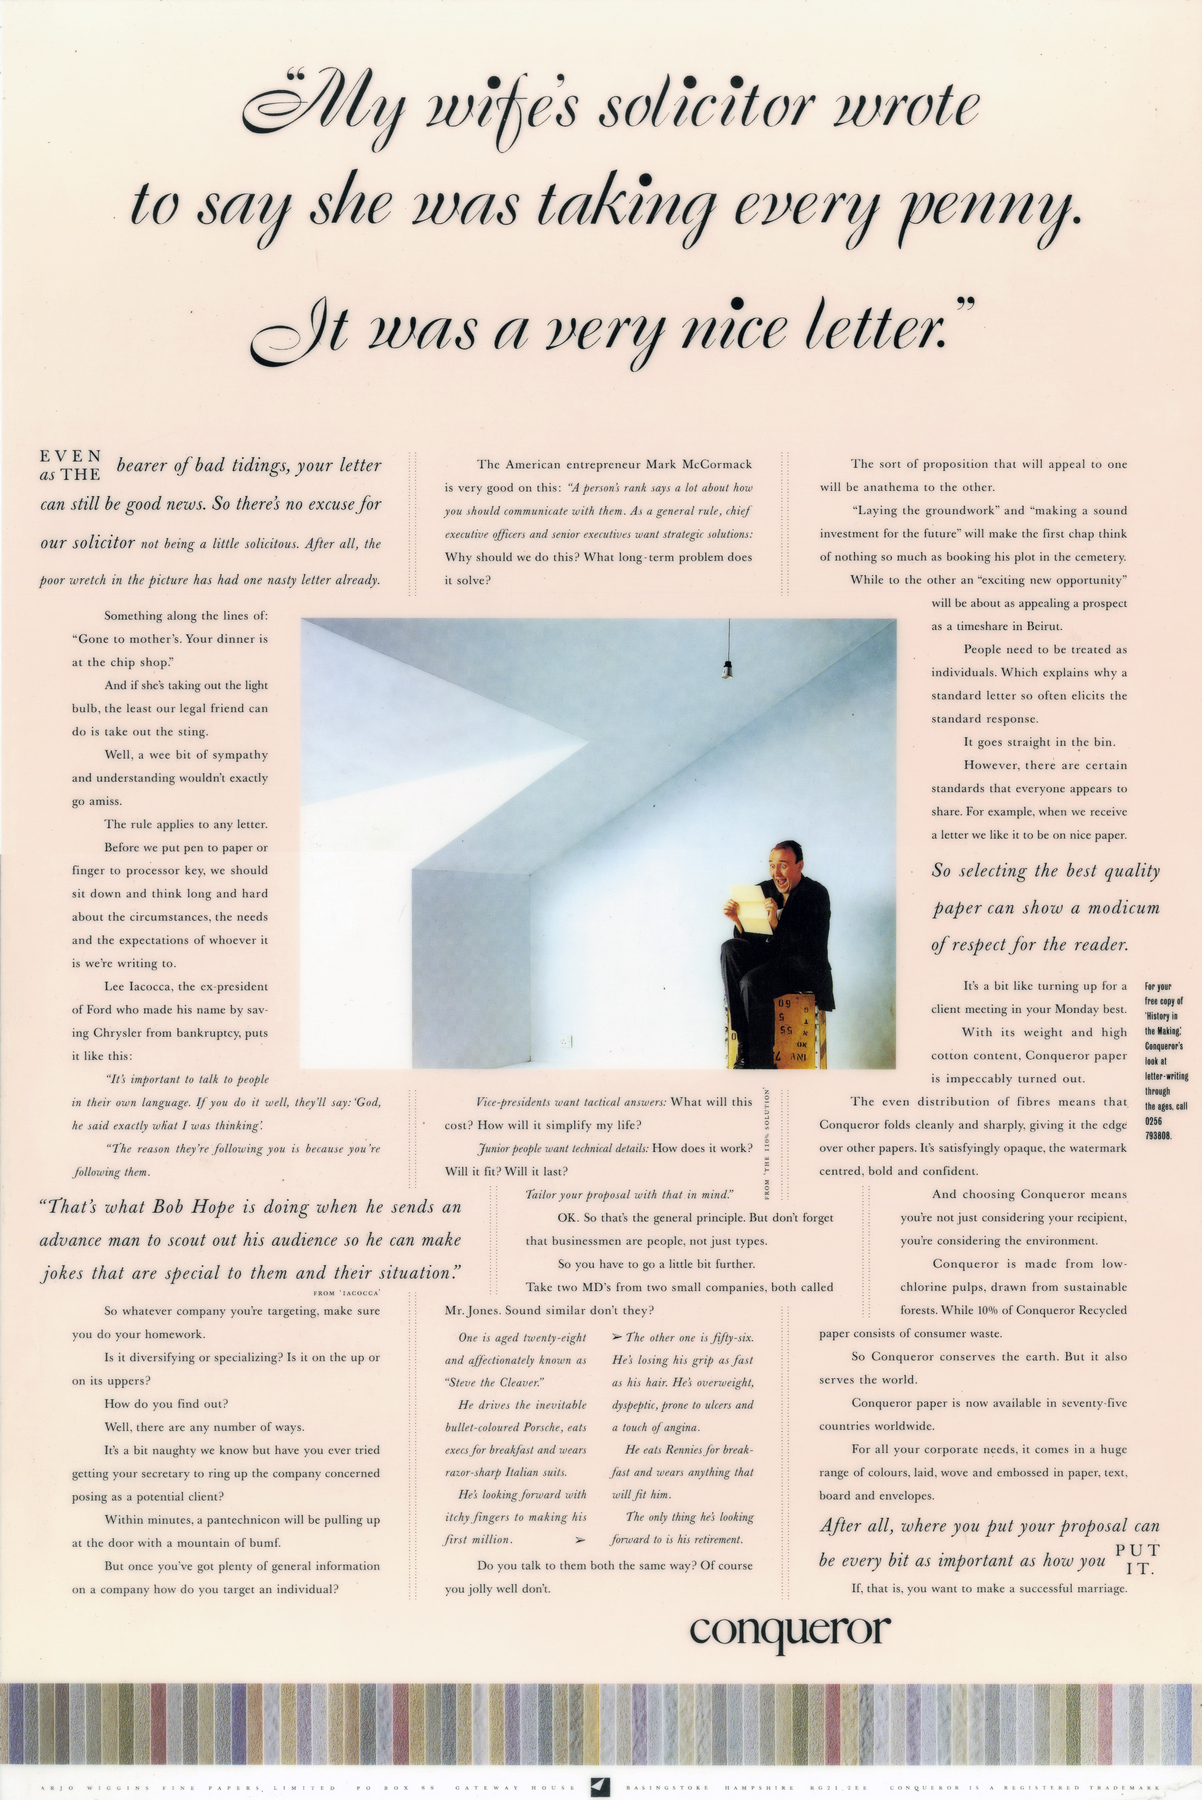 “My wife's solicitor wrote
to say she was taking every penny.
It was a very nice letter.”
EVEN
as THE bearer of bad tidings, your letter
can still be good news. So there's no excuse for
our solicitor not being a little solicitous. After all, the
poor wretch in the picture has had one nasty letter already.
Something along the lines of:
“Gone to mother's. Your dinner is
at the chip shop.”
And if she's taking out the light
bulb, the least our legal friend can
do is take out the sting.
Well, a wee bit of sympathy
and understanding wouldn't exactly
go amiss.
The rule applies to any letter.
Before we put pen to paper or
finger to processor key, we should
sit down and think long and hard
about the circumstances, the needs
and the expectations of whoever it
is we're writing to.
Lee Iacocca, the ex-president
of Ford who made his name by sav-
ing Chrysler from bankruptcy, puts
it like this:
“It's important to talk to people
in their own language. If you do it well, they'll say: ‘God,
he said exactly what I was thinking’.
“The reason they're following you is because you're
following them.
“That's what Bob Hope is doing when he sends an
advance man to scout out his audience so he can make
jokes that are special to them and their situation.”
FROM ‘IACOCCA’
So whatever company you're targeting, make sure
you do your homework.
Is it diversifying or specializing? Is it on the up or
on its uppers?
How do you find out?
Well, there are any number of ways.
It's a bit naughty we know but have you ever tried
getting your secretary to ring up the company concerned
posing as a potential client?
Within minutes, a pantechnicon will be pulling up
at the door with a mountain of bumf.
But once you've got plenty of general information
on a company how do you target an individual?
The American entrepreneur Mark McCormack
is very good on this: “A person's rank says a lot about how
you should communicate with them. As a general rule, chief
executive officers and senior executives want strategic solutions:
Why should we do this? What long-term problem does
it solve?
Vice-presidents want tactical answers: What will this
cost? How will it simplify my life?
Junior people want technical details: How does it work?
Will it fit? Will it last?
Tailor your proposal with that in mind.”
FROM ‘THE 110% SOLUTION’
OK. So that's the general principle. But don't forget
that businessmen are people, not just types.
So you have to go a little bit further.
Take two MD's from two small companies, both called
Mr. Jones. Sound similar don't they?
One is aged twenty-eight
and affectionately known as
“Steve the Cleaver.”
He drives the inevitable
bullet-coloured Porsche, eats
execs for breakfast and wears
razor-sharp Italian suits.
He's looking forward with
itchy fingers to making his
first million. ➢
➢ The other one is fifty-six.
He's losing his grip as fast
as his hair. He's overweight,
dyspeptic, prone to ulcers and
a touch of angina.
He eats Rennies for break-
fast and wears anything that
will fit him.
The only thing he's looking
forward to is his retirement.
Do you talk to them both the same way? Of course
you jolly well don't.
The sort of proposition that will appeal to one
will be anathema to the other.
“Laying the groundwork” and “making a sound
investment for the future” will make the first chap think
of nothing so much as booking his plot in the cemetery.
While to the other an “exciting new opportunity”
will be about as appealing a prospect
as a timeshare in Beirut.
People need to be treated as
individuals. Which explains why a
standard letter so often elicits the
standard response.
It goes straight in the bin.
However, there are certain
standards that everyone appears to
share. For example, when we receive
a letter we like it to be on nice paper.
So selecting the best quality
paper can show a modicum
of respect for the reader.
It's a bit like turning up for a
client meeting in your Monday best.
With its weight and high
cotton content, Conqueror paper
is impeccably turned out.
The even distribution of fibres means that
Conqueror folds cleanly and sharply, giving it the edge
over other papers. It's satisfyingly opaque, the watermark
centred, bold and confident.
And choosing Conqueror means
you're not just considering your recipient,
you're considering the environment.
Conqueror is made from low-
chlorine pulps, drawn from sustainable
forests. While 10% of Conqueror Recycled
paper consists of consumer waste.
So Conqueror conserves the earth. But it also
serves the world.
Conqueror paper is now available in seventy-five
countries worldwide.
For all your corporate needs, it comes in a huge
range of colours, laid, wove and embossed in paper, text,
board and envelopes.
After all, where you put your proposal can
be every bit as important as how you PUT
IT.
If, that is, you want to make a successful marriage.
For your
free copy of
‘History in
the Making’,
Conqueror's
look at
letter-writing
through
the ages, call
0256
793808.
conqueror
ARJO WIGGINS FINE PAPERS, LIMITED PO BOX 88 GATEWAY HOUSE BASINGSTOKE HAMPSHIRE RG21 2EE CONQUEROR IS A REGISTERED TRADEMARK